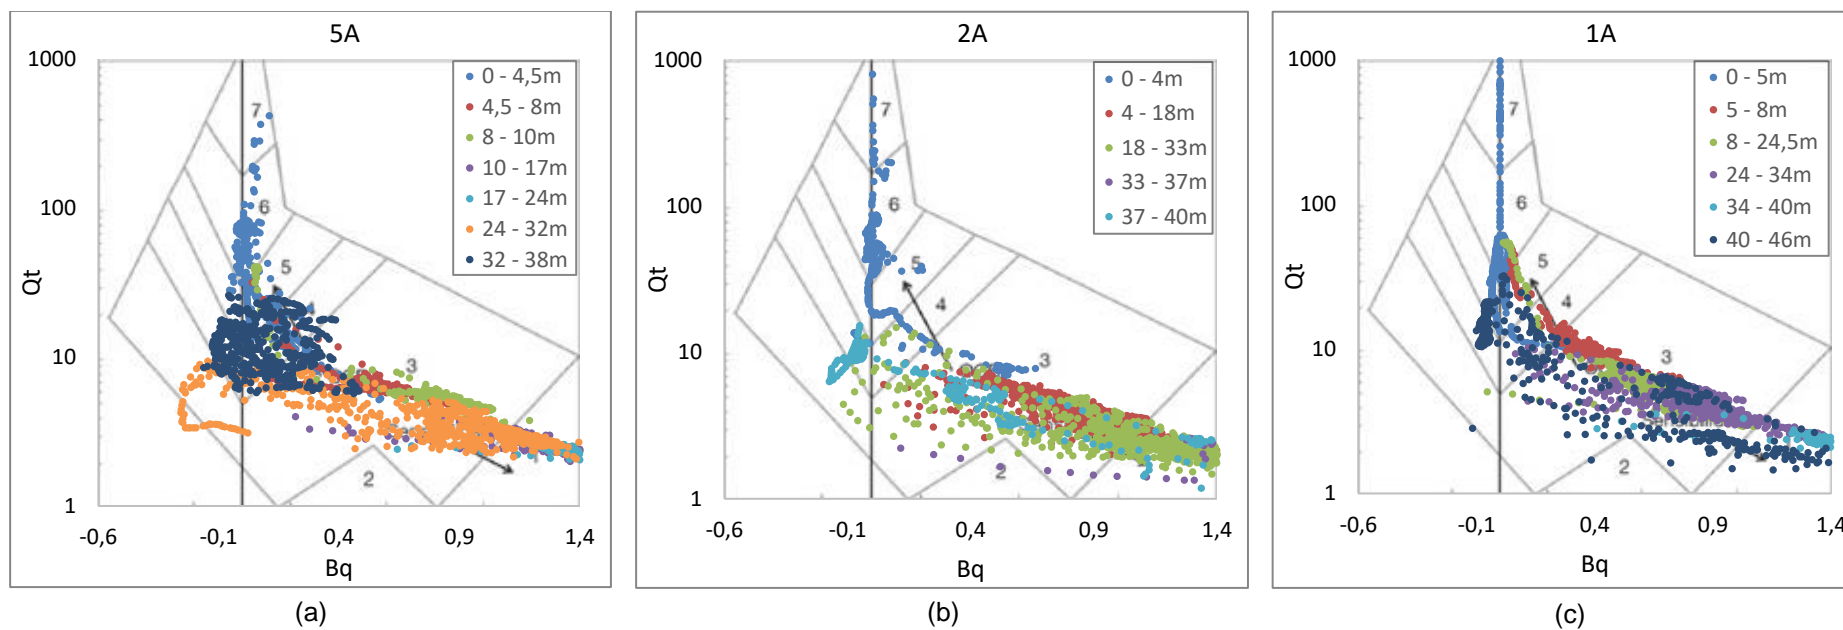 5A
1000
100
10
1
Qt
-0,6
-0,1
0,4
0,9
1,4
Bq
0 - 4,5m
4,5 - 8m
8 - 10m
10 - 17m
17 - 24m
24 - 32m
32 - 38m
7
6
5
3
2
(a)
2A
1000
100
10
1
Qt
-0,6
-0,1
0,4
0,9
1,4
Bq
0 - 4m
4 - 18m
18 - 33m
33 - 37m
37 - 40m
7
6
5
4
3
2
(b)
1A
1000
100
10
1
Qt
-0,6
-0,1
0,4
0,9
1,4
Bq
0 - 5m
5 - 8m
8 - 24,5m
24 - 34m
34 - 40m
40 - 46m
7
6
5
4
3
2
(c)